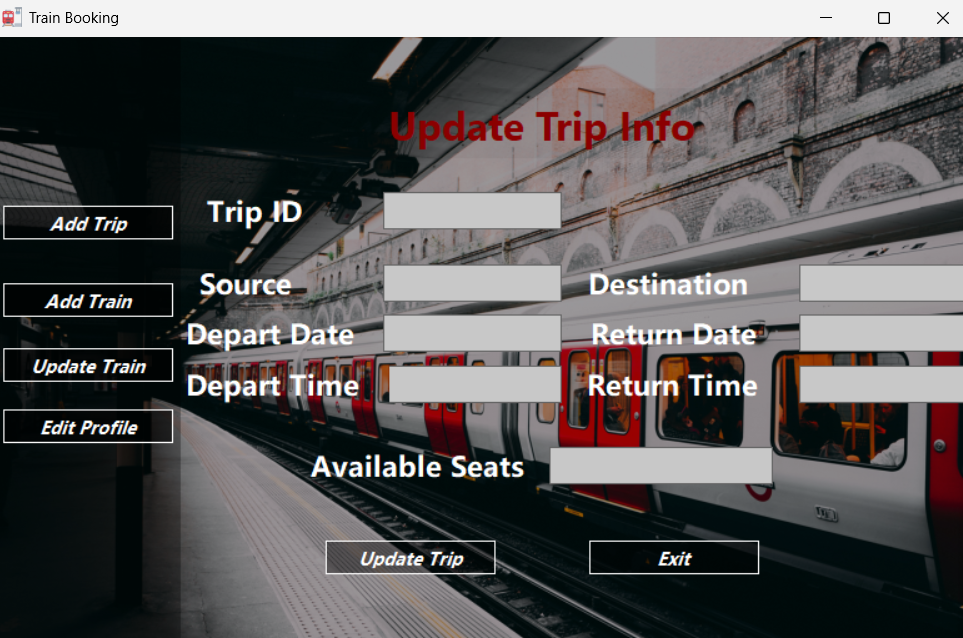 Train Booking
Update Trip Info
Add Trip
Add Train
Update Train
Edit Profile
Trip ID
Source
Destination
Depart Date
Return Date
Depart Time
Return Time
Available Seats
Update Trip
Exit